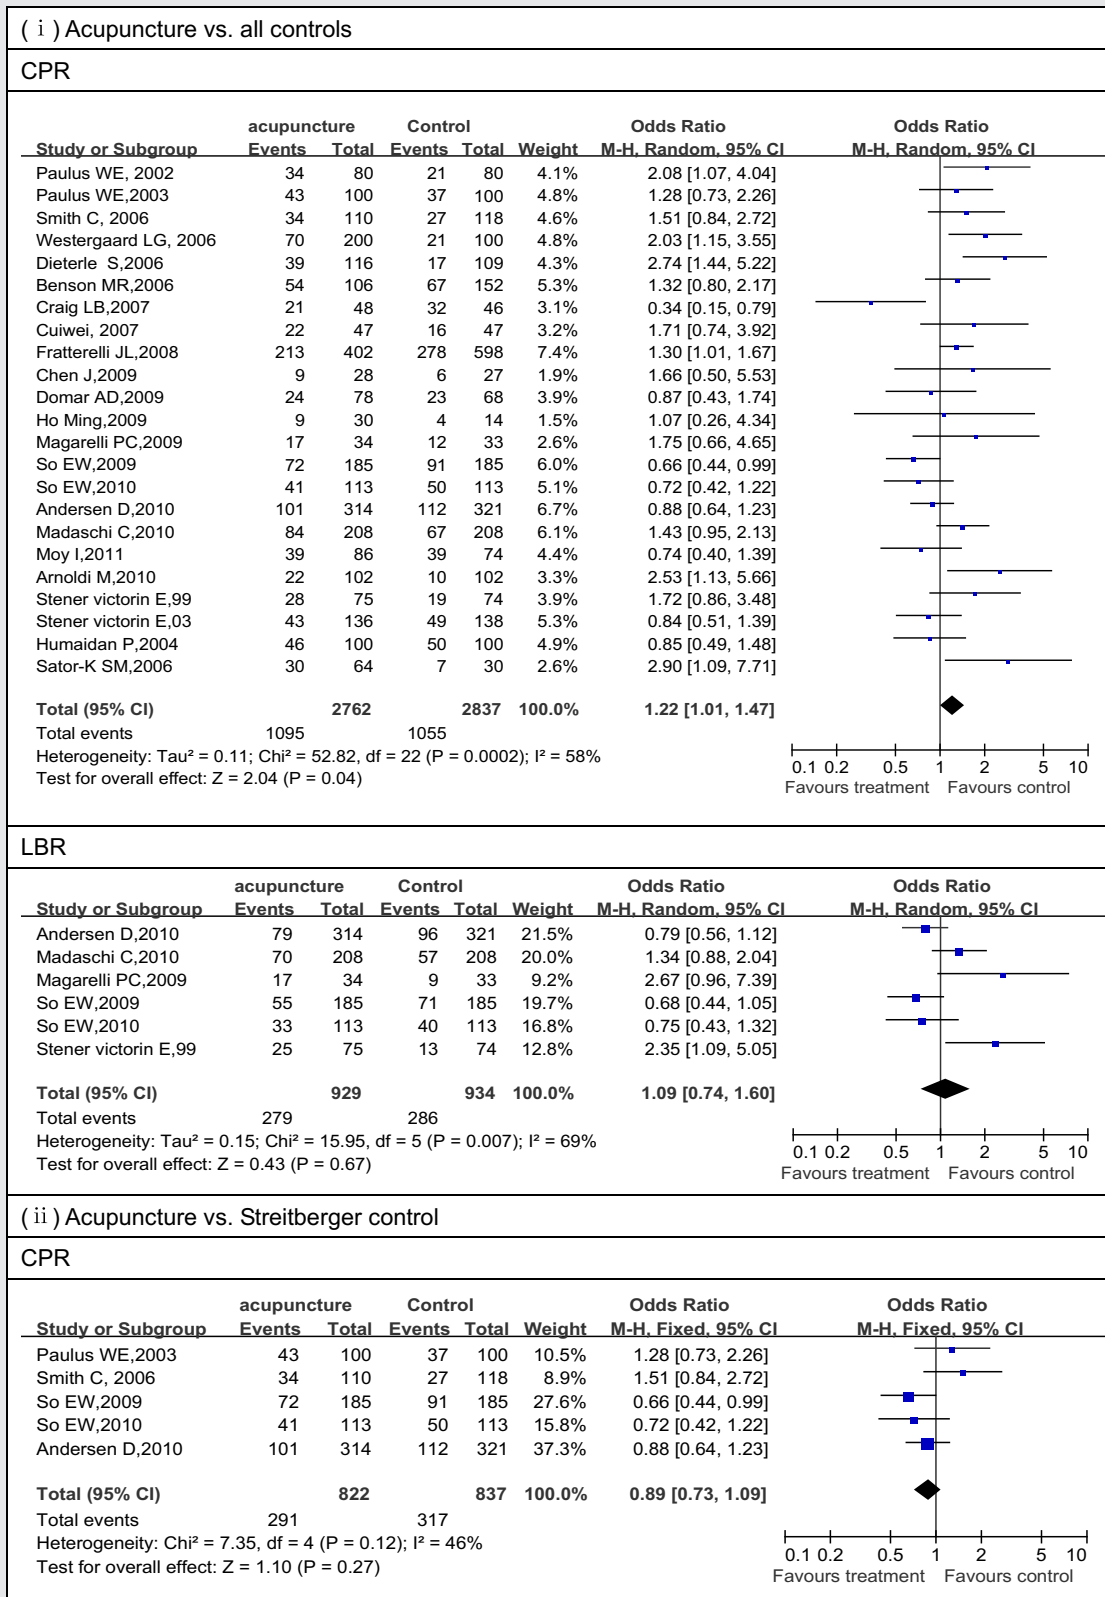 (ⅰ) Acupuncture vs. all controls
CPR
acupuncture Control Odds Ratio Odds Ratio
Study or Subgroup Events Total Events Total Weight M-H, Random, 95% CI M-H, Random, 95% CI
Paulus WE, 2002 34 80 21 80 4.1% 2.08 [1.07, 4.04]
Paulus WE,2003 43 100 37 100 4.8% 1.28 [0.73, 2.26]
Smith C, 2006 34 110 27 118 4.6% 1.51 [0.84, 2.72]
Westergaard LG, 2006 70 200 21 100 4.8% 2.03 [1.15, 3.55]
Dieterle S,2006 39 116 17 109 4.3% 2.74 [1.44, 5.22]
Benson MR,2006 54 106 67 152 5.3% 1.32 [0.80, 2.17]
Craig LB,2007 21 48 32 46 3.1% 0.34 [0.15, 0.79]
Cuiwei, 2007 22 47 16 47 3.2% 1.71 [0.74, 3.92]
Fratterelli JL,2008 213 402 278 598 7.4% 1.30 [1.01, 1.67]
Chen J,2009 9 28 6 27 1.9% 1.66 [0.50, 5.53]
Domar AD,2009 24 78 23 68 3.9% 0.87 [0.43, 1.74]
Ho Ming,2009 9 30 4 14 1.5% 1.07 [0.26, 4.34]
Magarelli PC,2009 17 34 12 33 2.6% 1.75 [0.66, 4.65]
So EW,2009 72 185 91 185 6.0% 0.66 [0.44, 0.99]
So EW,2010 41 113 50 113 5.1% 0.72 [0.42, 1.22]
Andersen D,2010 101 314 112 321 6.7% 0.88 [0.64, 1.23]
Madaschi C,2010 84 208 67 208 6.1% 1.43 [0.95, 2.13]
Moy I,2011 39 86 39 74 4.4% 0.74 [0.40, 1.39]
Arnoldi M,2010 22 102 10 102 3.3% 2.53 [1.13, 5.66]
Stener victorin E,99 28 75 19 74 3.9% 1.72 [0.86, 3.48]
Stener victorin E,03 43 136 49 138 5.3% 0.84 [0.51, 1.39]
Humaidan P,2004 46 100 50 100 4.9% 0.85 [0.49, 1.48]
Sator-K SM,2006 30 64 7 30 2.6% 2.90 [1.09, 7.71]
Total (95% CI) 2762 2837 100.0% 1.22 [1.01, 1.47]
Total events 1095 1055
Heterogeneity: Tau² = 0.11; Chi² = 52.82, df = 22 (P = 0.0002); I² = 58%
Test for overall effect: Z = 2.04 (P = 0.04)
0.1 0.2 0.5 1 2 5 10
Favours treatment Favours control
LBR
acupuncture Control Odds Ratio Odds Ratio
Study or Subgroup Events Total Events Total Weight M-H, Random, 95% CI M-H, Random, 95% CI
Andersen D,2010 79 314 96 321 21.5% 0.79 [0.56, 1.12]
Madaschi C,2010 70 208 57 208 20.0% 1.34 [0.88, 2.04]
Magarelli PC,2009 17 34 9 33 9.2% 2.67 [0.96, 7.39]
So EW,2009 55 185 71 185 19.7% 0.68 [0.44, 1.05]
So EW,2010 33 113 40 113 16.8% 0.75 [0.43, 1.32]
Stener victorin E,99 25 75 13 74 12.8% 2.35 [1.09, 5.05]
Total (95% CI) 929 934 100.0% 1.09 [0.74, 1.60]
Total events 279 286
Heterogeneity: Tau² = 0.15; Chi² = 15.95, df = 5 (P = 0.007); I² = 69%
Test for overall effect: Z = 0.43 (P = 0.67)
0.1 0.2 0.5 1 2 5 10
Favours treatment Favours control
(ⅱ) Acupuncture vs. Streitberger control
CPR
acupuncture Control Odds Ratio Odds Ratio
Study or Subgroup Events Total Events Total Weight M-H, Fixed, 95% CI M-H, Fixed, 95% CI
Paulus WE,2003 43 100 37 100 10.5% 1.28 [0.73, 2.26]
Smith C, 2006 34 110 27 118 8.9% 1.51 [0.84, 2.72]
So EW,2009 72 185 91 185 27.6% 0.66 [0.44, 0.99]
So EW,2010 41 113 50 113 15.8% 0.72 [0.42, 1.22]
Andersen D,2010 101 314 112 321 37.3% 0.88 [0.64, 1.23]
Total (95% CI) 822 837 100.0% 0.89 [0.73, 1.09]
Total events 291 317
Heterogeneity: Chi² = 7.35, df = 4 (P = 0.12); I² = 46%
Test for overall effect: Z = 1.10 (P = 0.27)
0.1 0.2 0.5 1 2 5 10
Favours treatment Favours control